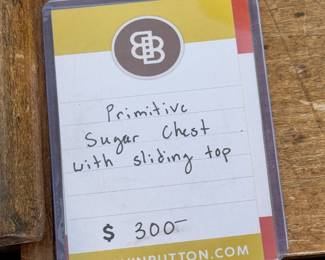 Primitive
Sugar Chest
with sliding top
$ 300-